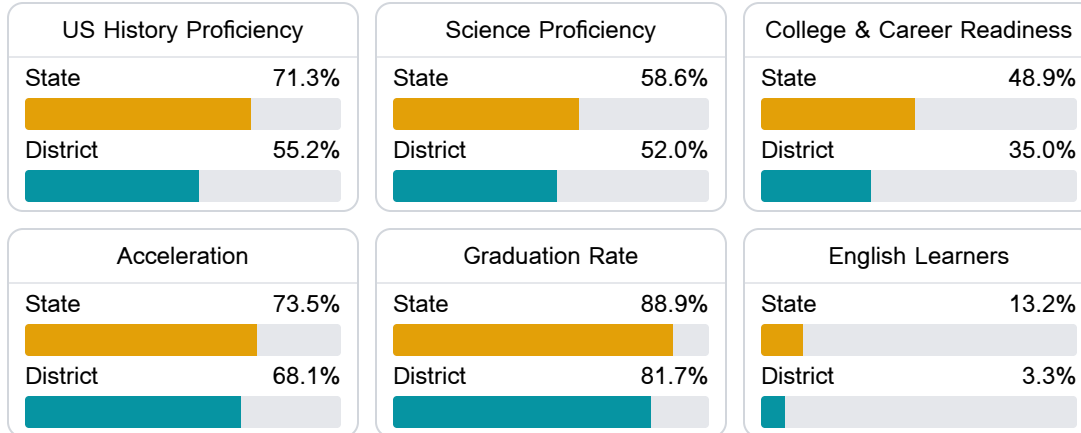 US History Proficiency
State 71.3%
District 55.2%
Science Proficiency
State 58.6%
District 52.0%
College & Career Readiness
State 48.9%
District 35.0%
Acceleration
State 73.5%
District 68.1%
Graduation Rate
State 88.9%
District 81.7%
English Learners
State 13.2%
District 3.3%